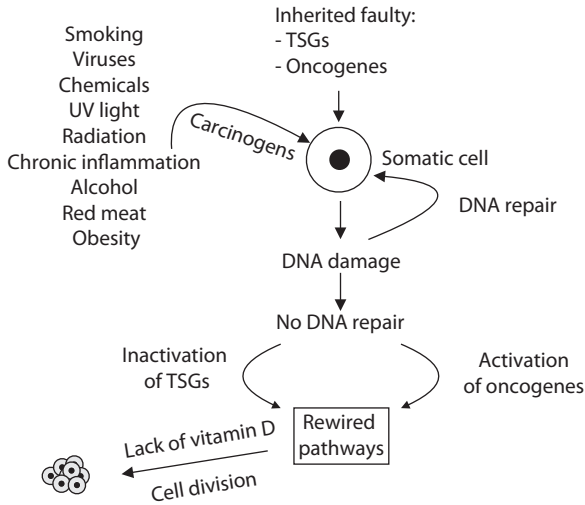 Smoking
Viruses
Chemicals
UV light
Radiation
Chronic inflammation
Alcohol
Red meat
Obesity
Carcinogens
Inherited faulty:
- TSGs
- Oncogenes
Somatic cell
DNA repair
DNA damage
No DNA repair
Inactivation
of TSGs
Activation
of oncogenes
Rewired
pathways
Lack of vitamin D
Cell division